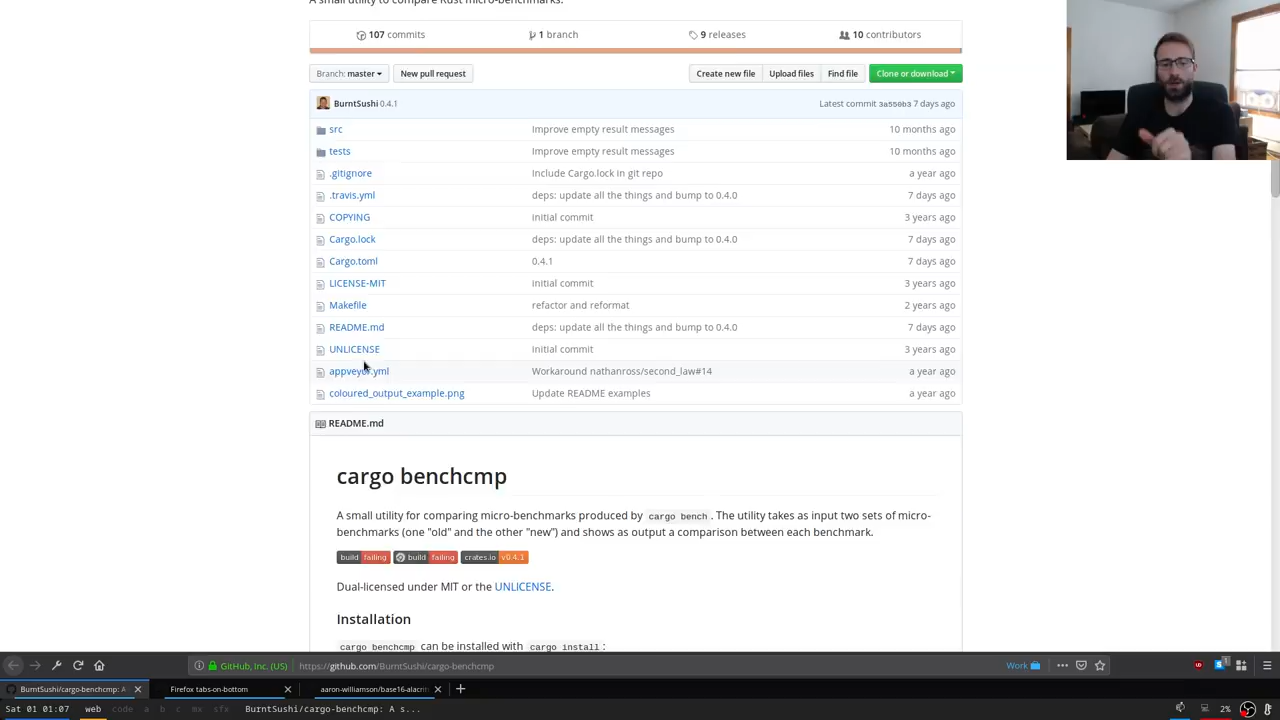 A small utility to compare Rust micro-benchmarks.
107 commits 1 branch 9 releases 10 contributors
Branch: master New pull request Create new file Upload files Find file Clone or download
BurntSushi 0.4.1 Latest commit 3a550b3 7 days ago
src Improve empty result messages 10 months ago
tests Improve empty result messages 10 months ago
.gitignore Include Cargo.lock in git repo a year ago
.travis.yml deps: update all the things and bump to 0.4.0 7 days ago
COPYING initial commit 3 years ago
Cargo.lock deps: update all the things and bump to 0.4.0 7 days ago
Cargo.toml 0.4.1 7 days ago
LICENSE-MIT initial commit 3 years ago
Makefile refactor and reformat 2 years ago
README.md deps: update all the things and bump to 0.4.0 7 days ago
UNLICENSE initial commit 3 years ago
appveyor.yml Workaround nathanross/second_law#14 a year ago
coloured_output_example.png Update README examples a year ago
README.md
cargo benchcmp
A small utility for comparing micro-benchmarks produced by cargo bench. The utility takes as input two sets of micro-
benchmarks (one "old" and the other "new") and shows as output a comparison between each benchmark.
build failing build failing crates.io v0.4.1
Dual-licensed under MIT or the UNLICENSE.
Installation
cargo benchcmp can be installed with cargo install:
GitHub, Inc. (US) https://github.com/BurntSushi/cargo-benchcmp Work
BurntSushi/cargo-benchcmp: A Firefox tabs-on-bottom aaron-williamson/base16-alacrit
Sat 01 01:07 web code a b c mx sfx BurntSushi/cargo-benchcmp: A s... 2%